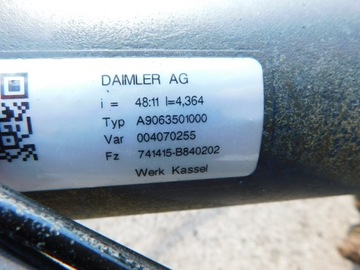 DAIMLER AG
i = 48:11 I=4,364
Typ A9063501000
Var 004070255
Fz 741415-B840202
Werk Kassel